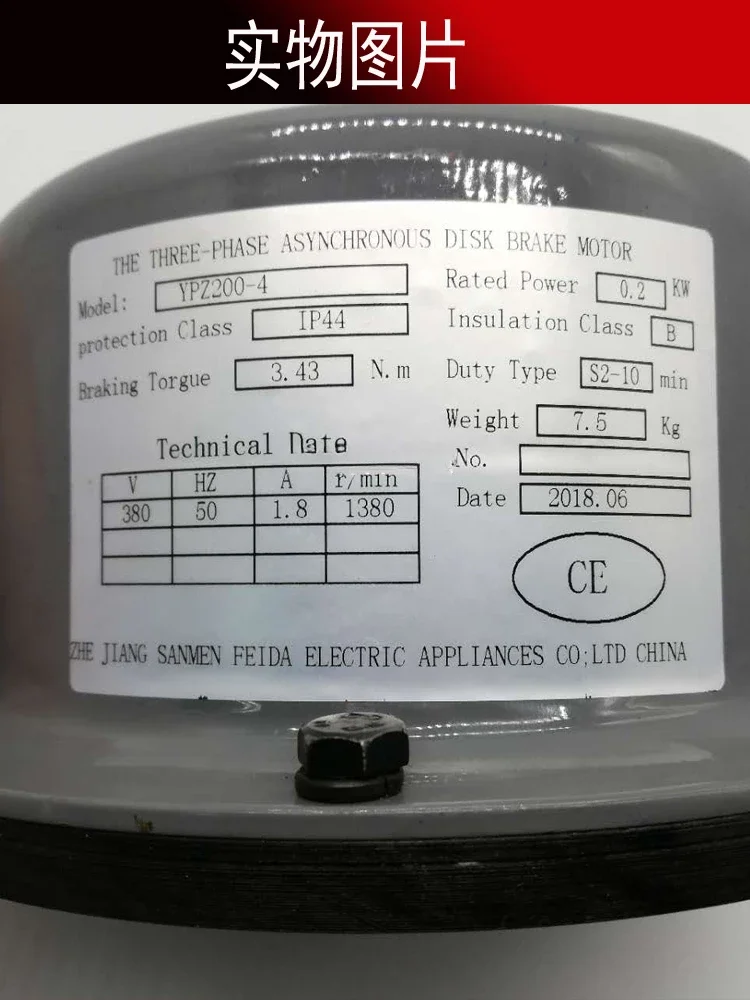 实物图片
THE THREE-PHASE ASYNCHRONOUS DISK BRAKE MOTOR
Model: YPZ200-4 Rated Power 0.2 KW
protection Class IP44 Insulation Class B
Braking Torgue 3.43 N.m Duty Type S2-10 min
Weight 7.5 Kg
Technical Date
No.
V HZ A r/min
Date 2018.06
380 50 1.8 1380
CE
ZHE JIANG SANMEN FEIDA ELECTRIC APPLIANCES CO;LTD CHINA